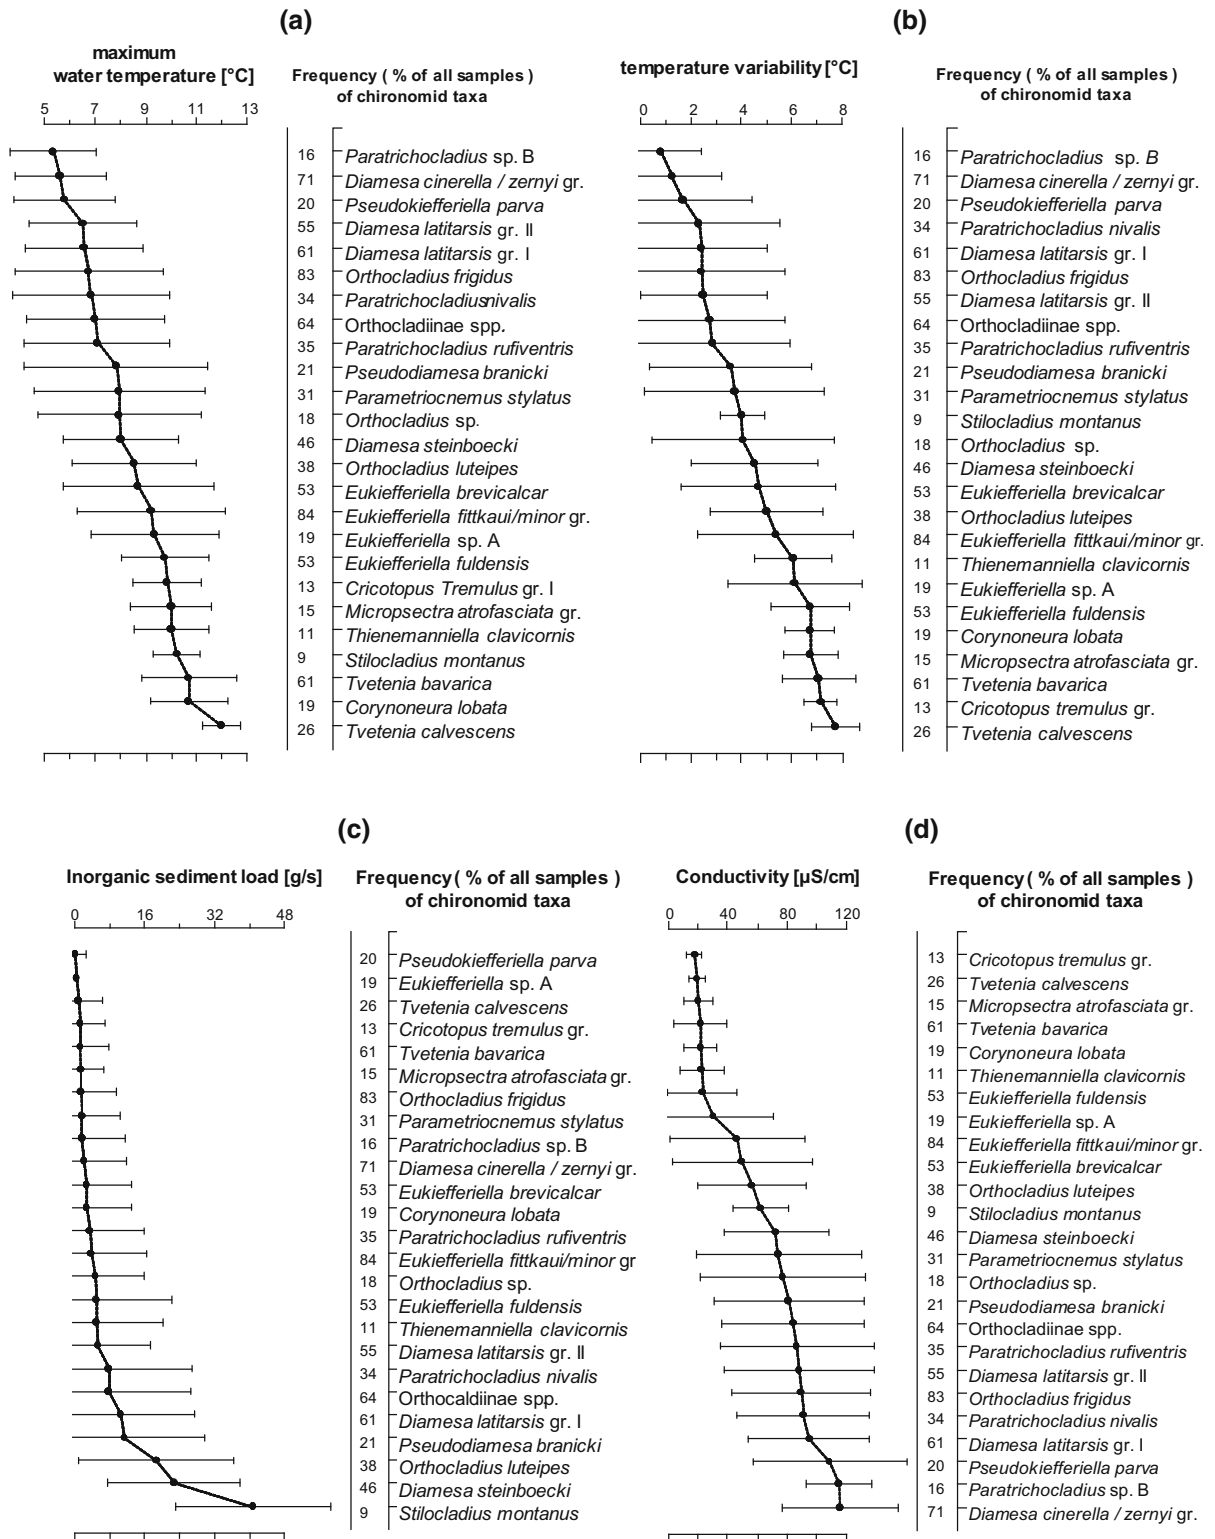 (a)
maximum
water temperature [°C]
Frequency ( % of all samples )
of chironomid taxa
5 7 9 11 13
16 Paratrichocladius sp. B
71 Diamesa cinerella / zernyi gr.
20 Pseudokiefferiella parva
55 Diamesa latitarsis gr. II
61 Diamesa latitarsis gr. I
83 Orthocladius frigidus
34 Paratrichocladiusnivalis
64 Orthocladiinae spp.
35 Paratrichocladius rufiventris
21 Pseudodiamesa branicki
31 Parametriocnemus stylatus
18 Orthocladius sp.
46 Diamesa steinboecki
38 Orthocladius luteipes
53 Eukiefferiella brevicalcar
84 Eukiefferiella fittkaui/minor gr.
19 Eukiefferiella sp. A
53 Eukiefferiella fuldensis
13 Cricotopus Tremulus gr. I
15 Micropsectra atrofasciata gr.
11 Thienemanniella clavicornis
9 Stilocladius montanus
61 Tvetenia bavarica
19 Corynoneura lobata
26 Tvetenia calvescens
(b)
temperature variability [°C]
Frequency ( % of all samples )
of chironomid taxa
0 2 4 6 8
16 Paratrichocladius sp. B
71 Diamesa cinerella / zernyi gr.
20 Pseudokiefferiella parva
34 Paratrichocladius nivalis
61 Diamesa latitarsis gr. I
83 Orthocladius frigidus
55 Diamesa latitarsis gr. II
64 Orthocladiinae spp.
35 Paratrichocladius rufiventris
21 Pseudodiamesa branicki
31 Parametriocnemus stylatus
9 Stilocladius montanus
18 Orthocladius sp.
46 Diamesa steinboecki
53 Eukiefferiella brevicalcar
38 Orthocladius luteipes
84 Eukiefferiella fittkaui/minor gr.
11 Thienemanniella clavicornis
19 Eukiefferiella sp. A
53 Eukiefferiella fuldensis
19 Corynoneura lobata
15 Micropsectra atrofasciata gr.
61 Tvetenia bavarica
13 Cricotopus tremulus gr.
26 Tvetenia calvescens
(c)
Inorganic sediment load [g/s]
Frequency ( % of all samples )
of chironomid taxa
0 16 32 48
20 Pseudokiefferiella parva
19 Eukiefferiella sp. A
26 Tvetenia calvescens
13 Cricotopus tremulus gr.
61 Tvetenia bavarica
15 Micropsectra atrofasciata gr.
83 Orthocladius frigidus
31 Parametriocnemus stylatus
16 Paratrichocladius sp. B
71 Diamesa cinerella / zernyi gr.
53 Eukiefferiella brevicalcar
19 Corynoneura lobata
35 Paratrichocladius rufiventris
84 Eukiefferiella fittkaui/minor gr
18 Orthocladius sp.
53 Eukiefferiella fuldensis
11 Thienemanniella clavicornis
55 Diamesa latitarsis gr. II
34 Paratrichocladius nivalis
64 Orthocaldiinae spp.
61 Diamesa latitarsis gr. I
21 Pseudodiamesa branicki
38 Orthocladius luteipes
46 Diamesa steinboecki
9 Stilocladius montanus
(d)
Conductivity [µS/cm]
Frequency ( % of all samples )
of chironomid taxa
0 40 80 120
13 Cricotopus tremulus gr.
26 Tvetenia calvescens
15 Micropsectra atrofasciata gr.
61 Tvetenia bavarica
19 Corynoneura lobata
11 Thienemanniella clavicornis
53 Eukiefferiella fuldensis
19 Eukiefferiella sp. A
84 Eukiefferiella fittkaui/minor gr.
53 Eukiefferiella brevicalcar
38 Orthocladius luteipes
9 Stilocladius montanus
46 Diamesa steinboecki
31 Parametriocnemus stylatus
18 Orthocladius sp.
21 Pseudodiamesa branicki
64 Orthocladiinae spp.
35 Paratrichocladius rufiventris
55 Diamesa latitarsis gr. II
83 Orthocladius frigidus
34 Paratrichocladius nivalis
61 Diamesa latitarsis gr. I
20 Pseudokiefferiella parva
16 Paratrichocladius sp. B
71 Diamesa cinerella / zernyi gr.